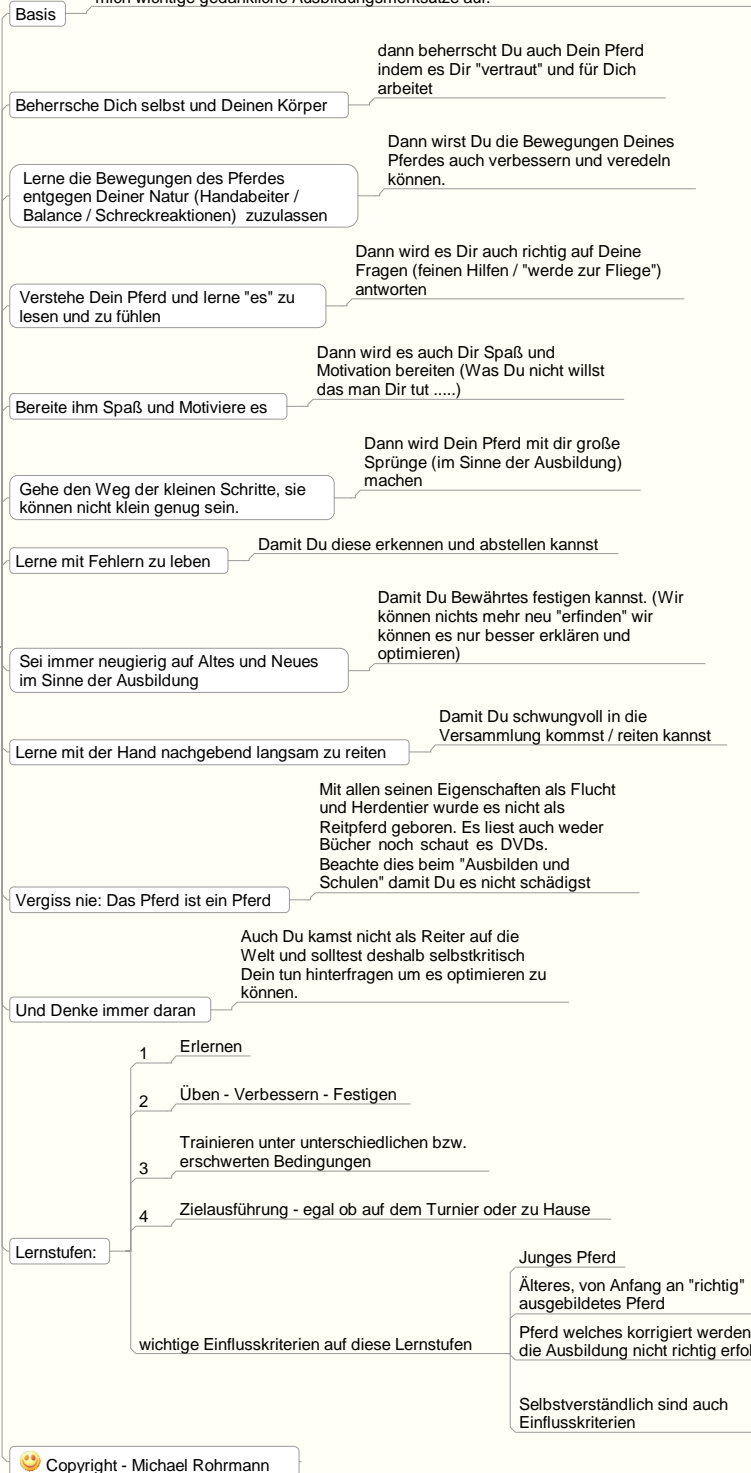 mich wichtige gedankliche Ausbildungsmerksätze auf:
Basis
dann beherrscht Du auch Dein Pferd
indem es Dir "vertraut" und für Dich
arbeitet
Beherrsche Dich selbst und Deinen Körper
Dann wirst Du die Bewegungen Deines
Pferdes auch verbessern und veredeln
können.
Lerne die Bewegungen des Pferdes
entgegen Deiner Natur (Handabeiter /
Balance / Schreckreaktionen) zuzulassen
Dann wird es Dir auch richtig auf Deine
Fragen (feinen Hilfen / "werde zur Fliege")
antworten
Verstehe Dein Pferd und lerne "es" zu
lesen und zu fühlen
Dann wird es auch Dir Spaß und
Motivation bereiten (Was Du nicht willst
das man Dir tut .....)
Bereite ihm Spaß und Motiviere es
Dann wird Dein Pferd mit dir große
Sprünge (im Sinne der Ausbildung)
machen
Gehe den Weg der kleinen Schritte, sie
können nicht klein genug sein.
Damit Du diese erkennen und abstellen kannst
Lerne mit Fehlern zu leben
Damit Du Bewährtes festigen kannst. (Wir
können nichts mehr neu "erfinden" wir
können es nur besser erklären und
optimieren)
Sei immer neugierig auf Altes und Neues
im Sinne der Ausbildung
Damit Du schwungvoll in die
Versammlung kommst / reiten kannst
Lerne mit der Hand nachgebend langsam zu reiten
Mit allen seinen Eigenschaften als Flucht
und Herdentier wurde es nicht als
Reitpferd geboren. Es liest auch weder
Bücher noch schaut es DVDs.
Beachte dies beim "Ausbilden und
Schulen" damit Du es nicht schädigst
Vergiss nie: Das Pferd ist ein Pferd
Auch Du kamst nicht als Reiter auf die
Welt und solltest deshalb selbstkritisch
Dein tun hinterfragen um es optimieren zu
können.
Und Denke immer daran
1 Erlernen
2 Üben - Verbessern - Festigen
Trainieren unter unterschiedlichen bzw.
3 erschwerten Bedingungen
4 Zielausführung - egal ob auf dem Turnier oder zu Hause
Lernstufen:
Junges Pferd
Älteres, von Anfang an "richtig"
ausgebildetes Pferd
Pferd welches korrigiert werden
wichtige Einflusskriterien auf diese Lernstufen
die Ausbildung nicht richtig
Selbstverständlich sind auch
Einflusskriterien
Copyright - Michael Rohrmann